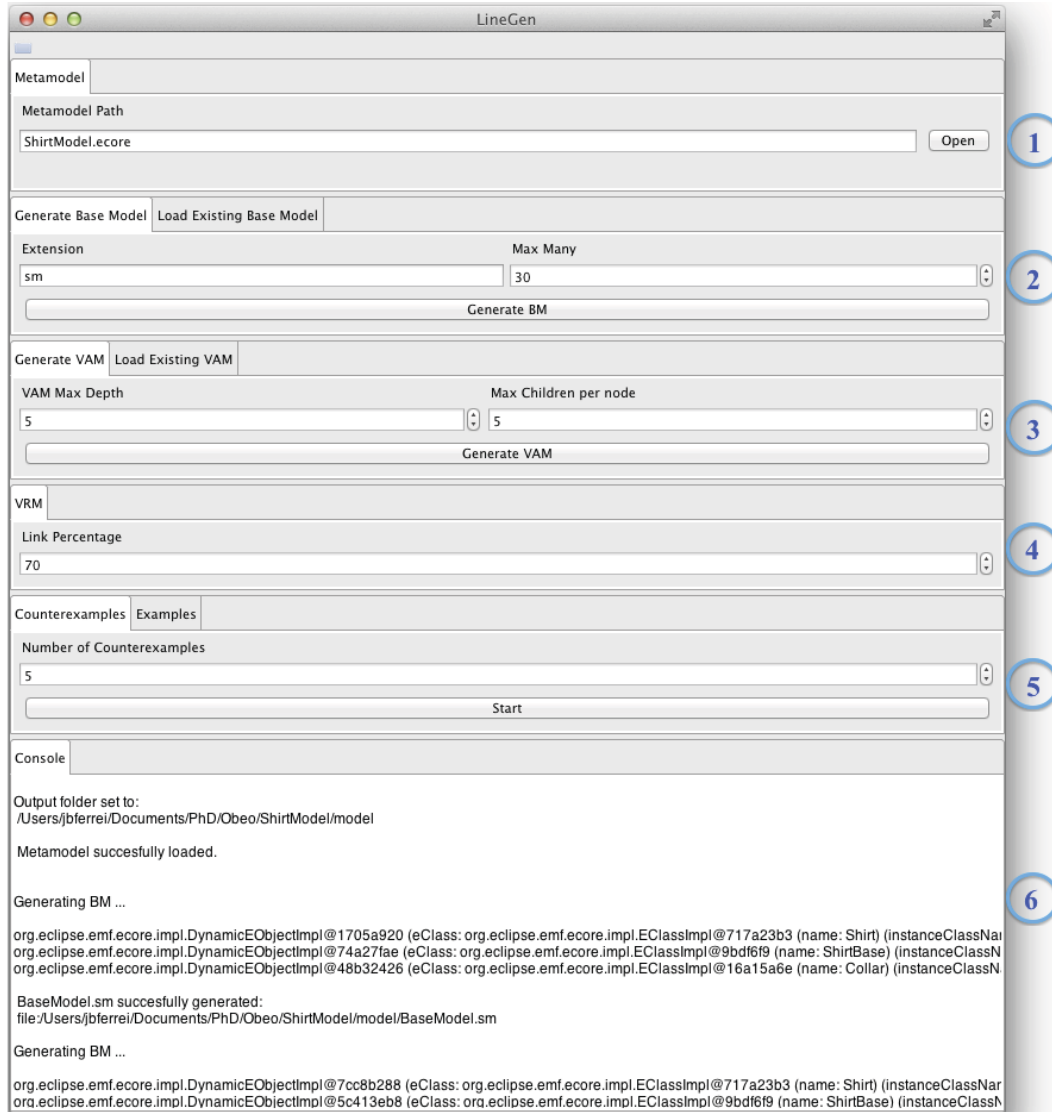 LineGen
Metamodel
Metamodel Path
ShirtModel.ecore
Open
1
Generate Base Model Load Existing Base Model
Extension Max Many
sm 30
2
Generate BM
Generate VAM Load Existing VAM
VAM Max Depth Max Children per node
5 5
3
Generate VAM
VRM
Link Percentage
4
70
Counterexamples Examples
Number of Counterexamples
5
5
Start
Console
Output folder set to:
/Users/jbferrei/Documents/PhD/Obeo/ShirtModel/model
Metamodel succesfully loaded.
Generating BM ...
6
org.eclipse.emf.ecore.impl.DynamicEObjectImpl@1705a920 (eClass: org.eclipse.emf.ecore.impl.EClassImpl@717a23b3 (name: Shirt) (instanceClassNa
org.eclipse.emf.ecore.impl.DynamicEObjectImpl@74a27fae (eClass: org.eclipse.emf.ecore.impl.EClassImpl@9bdf6f9 (name: ShirtBase) (instanceClassN
org.eclipse.emf.ecore.impl.DynamicEObjectImpl@48b32426 (eClass: org.eclipse.emf.ecore.impl.EClassImpl@16a15a6e (name: Collar) (instanceClassN
BaseModel.sm succesfully generated:
file:/Users/jbferrei/Documents/PhD/Obeo/ShirtModel/model/BaseModel.sm
Generating BM ...
org.eclipse.emf.ecore.impl.DynamicEObjectImpl@7cc8b288 (eClass: org.eclipse.emf.ecore.impl.EClassImpl@717a23b3 (name: Shirt) (instanceClassNar
org.eclipse.emf.ecore.impl.DynamicEObjectImpl@5c413eb8 (eClass: org.eclipse.emf.ecore.impl.EClassImpl@9bdf6f9 (name: ShirtBase) (instanceClassN